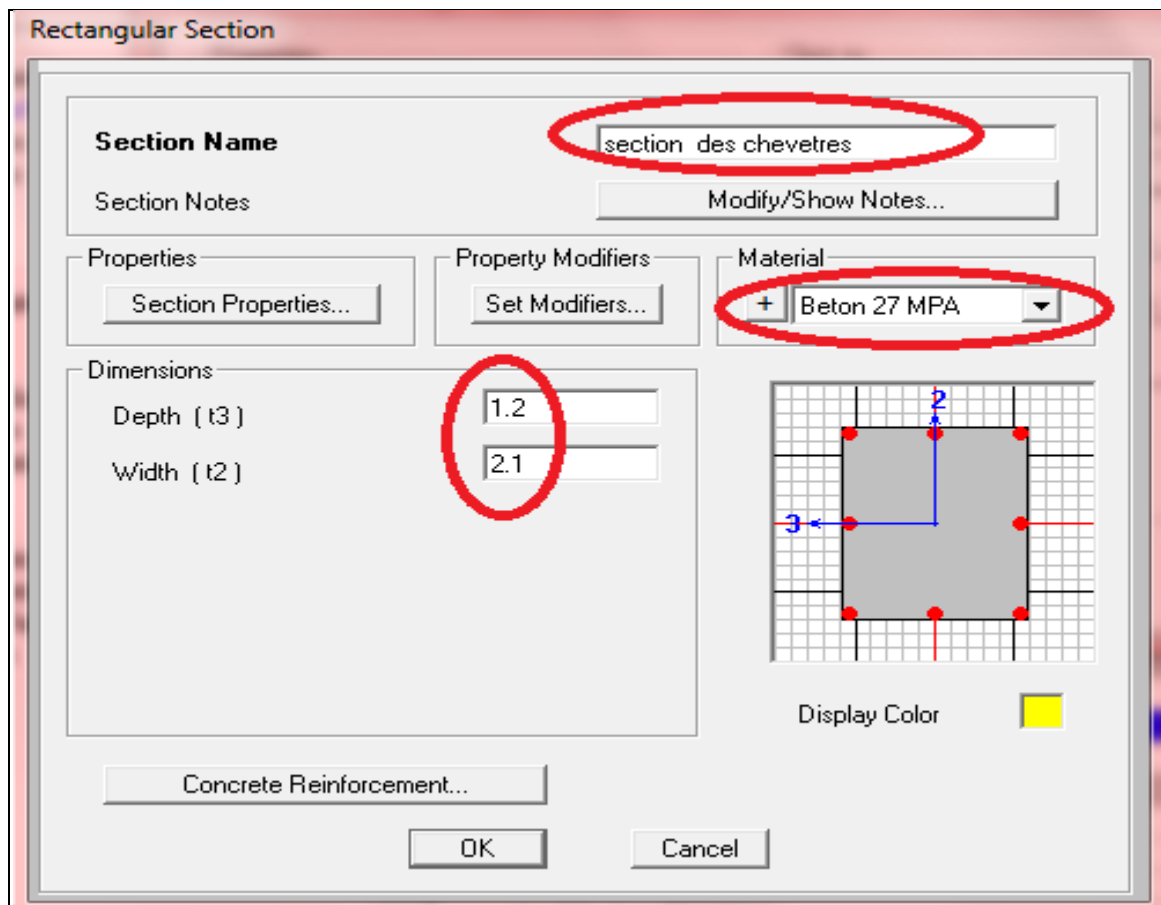 Rectangular Section
Section Name
section  des chevetres
Section Notes
Modify/Show Notes...
Properties
Property Modifiers
Material
Section Properties...
Set Modifiers...
+
Beton 27 MPA
Dimensions
Depth  ( t3 )
1.2
Width  ( t2 )
2.1
2
3
Display Color
Concrete Reinforcement...
OK
Cancel